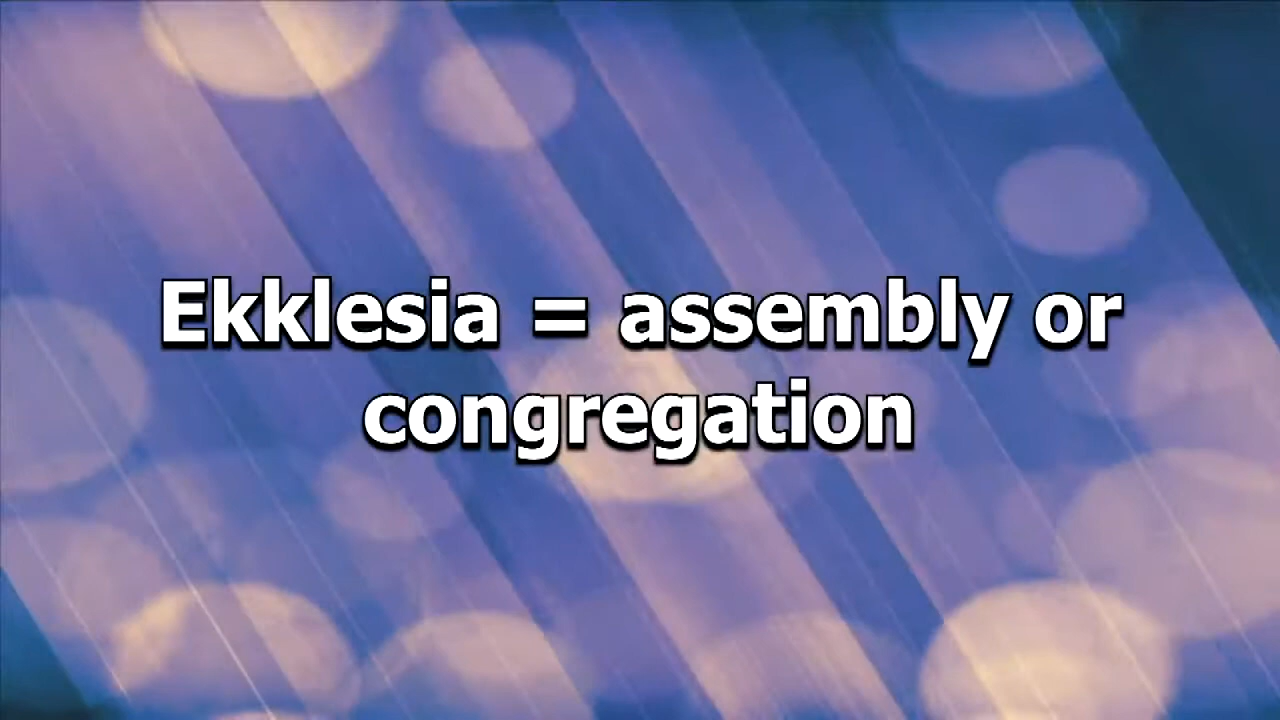 Ekklesia = assembly or
congregation